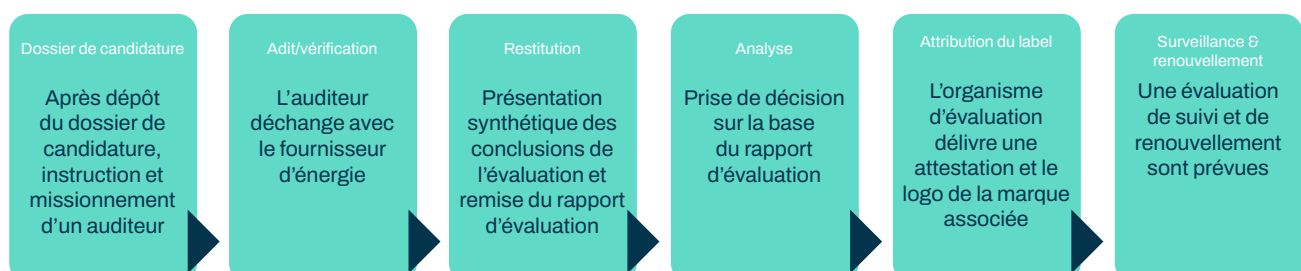 Dossier de candidature
Après dépôt
du dossier de
candidature,
instruction et
missionnement
d'un auditeur
Adit/vérification
L'auditeur
déchange avec
le fournisseur
d'énergie
Restitution
Présentation
synthétique des
conclusions de
l'évaluation et
remise du rapport
d'évaluation
Analyse
Prise de décision
sur la base
du rapport
d'évaluation
Attribution du label
L'organisme
d'évaluation
délivre une
attestation et le
logo de la marque
associée
Surveillance &
renouvellement
Une évaluation
de suivi et de
renouvellement
sont prévues